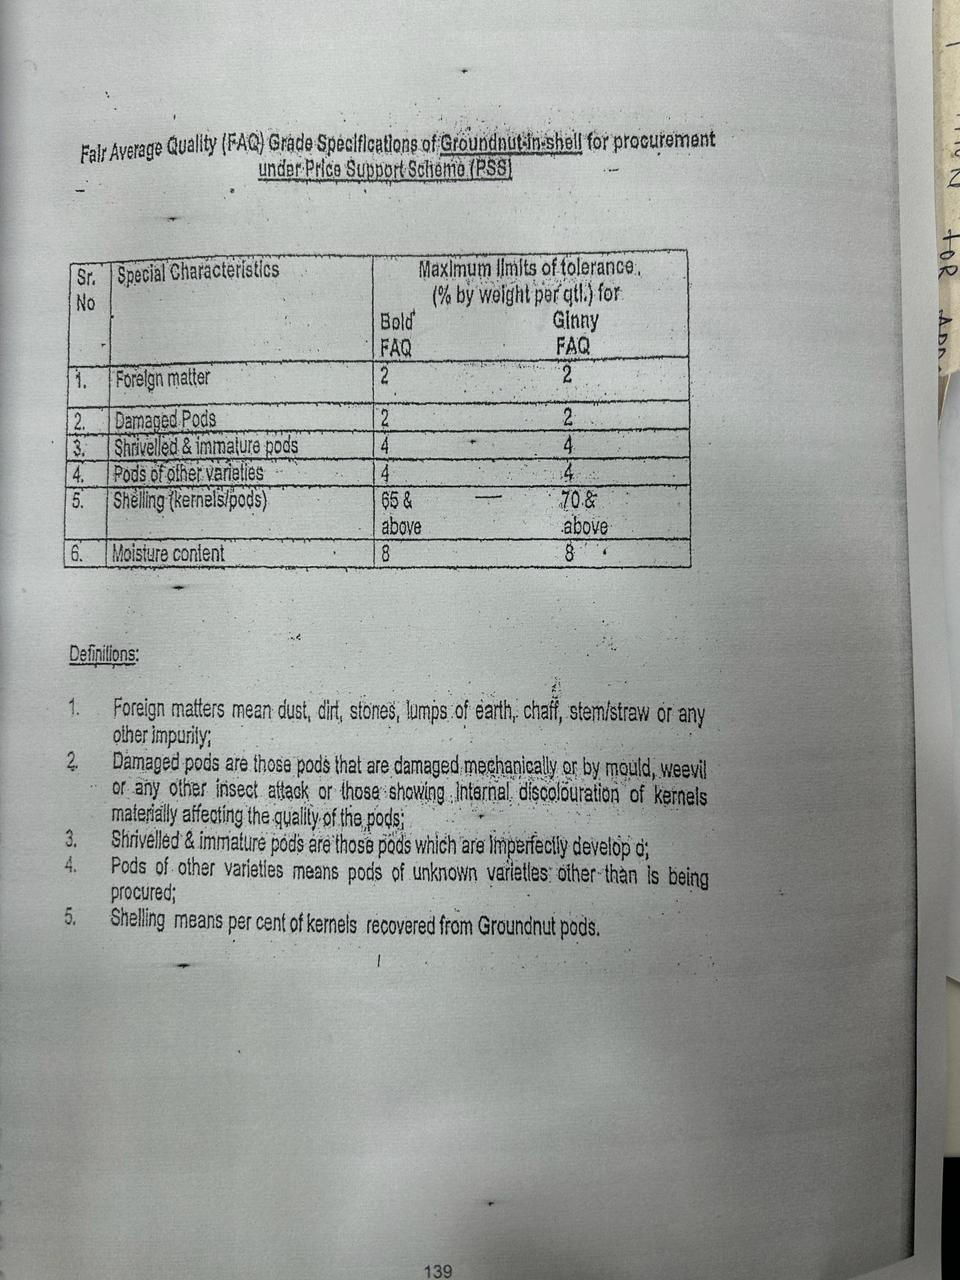 Fair Average Quality (FAQ) Grade Specifications of Groundnut-in-shell for procurement
under Price Support Scheme (PSS)
Sr. No Special Characteristics Maximum limits of tolerance.
(% by weight per qtl.) for
Bold FAQ Ginny FAQ
1. Foreign matter 2 2
2. Damaged Pods 2 2
3. Shrivelled & immature pods 4 4
4. Pods of other varieties 4 4
5. Shelling (kernels/pods) 65 & above 70 & above
6. Moisture content 8 8
Definitions:
1. Foreign matters mean dust, dirt, stones, lumps of earth, chaff, stem/straw or any
other impurity;
2. Damaged pods are those pods that are damaged mechanically or by mould, weevil
or any other insect attack or those showing internal discolouration of kernels
materially affecting the quality of the pods;
3. Shrivelled & immature pods are those pods which are imperfectly develop d;
4. Pods of other varieties means pods of unknown varieties other than is being
procured;
5. Shelling means per cent of kernels recovered from Groundnut pods.
139
FOR